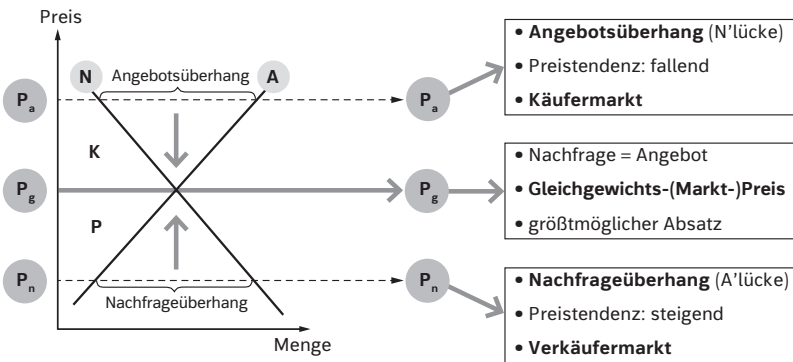 Preis
N
Angebotsüberhang
A
Pa
Pa
K
Pg
Pg
P
Pn
Pn
Nachfrageüberhang
Menge
• Angebotsüberhang (N’lücke)
• Preistendenz: fallend
• Käufermarkt
• Nachfrage = Angebot
• Gleichgewichts-(Markt-)Preis
• größtmöglicher Absatz
• Nachfrageüberhang (A’lücke)
• Preistendenz: steigend
• Verkäufermarkt